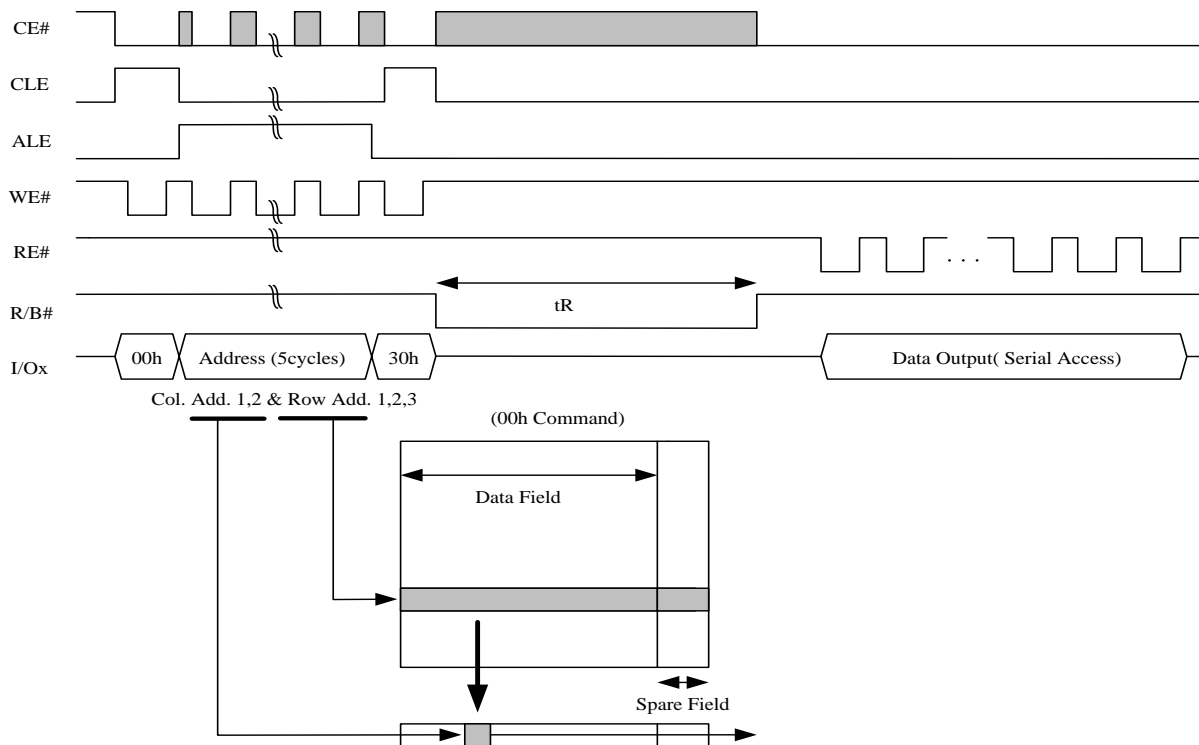 CE#
CLE
ALE
WE#
RE#
. . .
tR
R/B#
I/Ox
00h
Address (5cycles)
30h
Data Output( Serial Access)
Col. Add. 1,2 & Row Add. 1,2,3
(00h Command)
Data Field
Spare Field